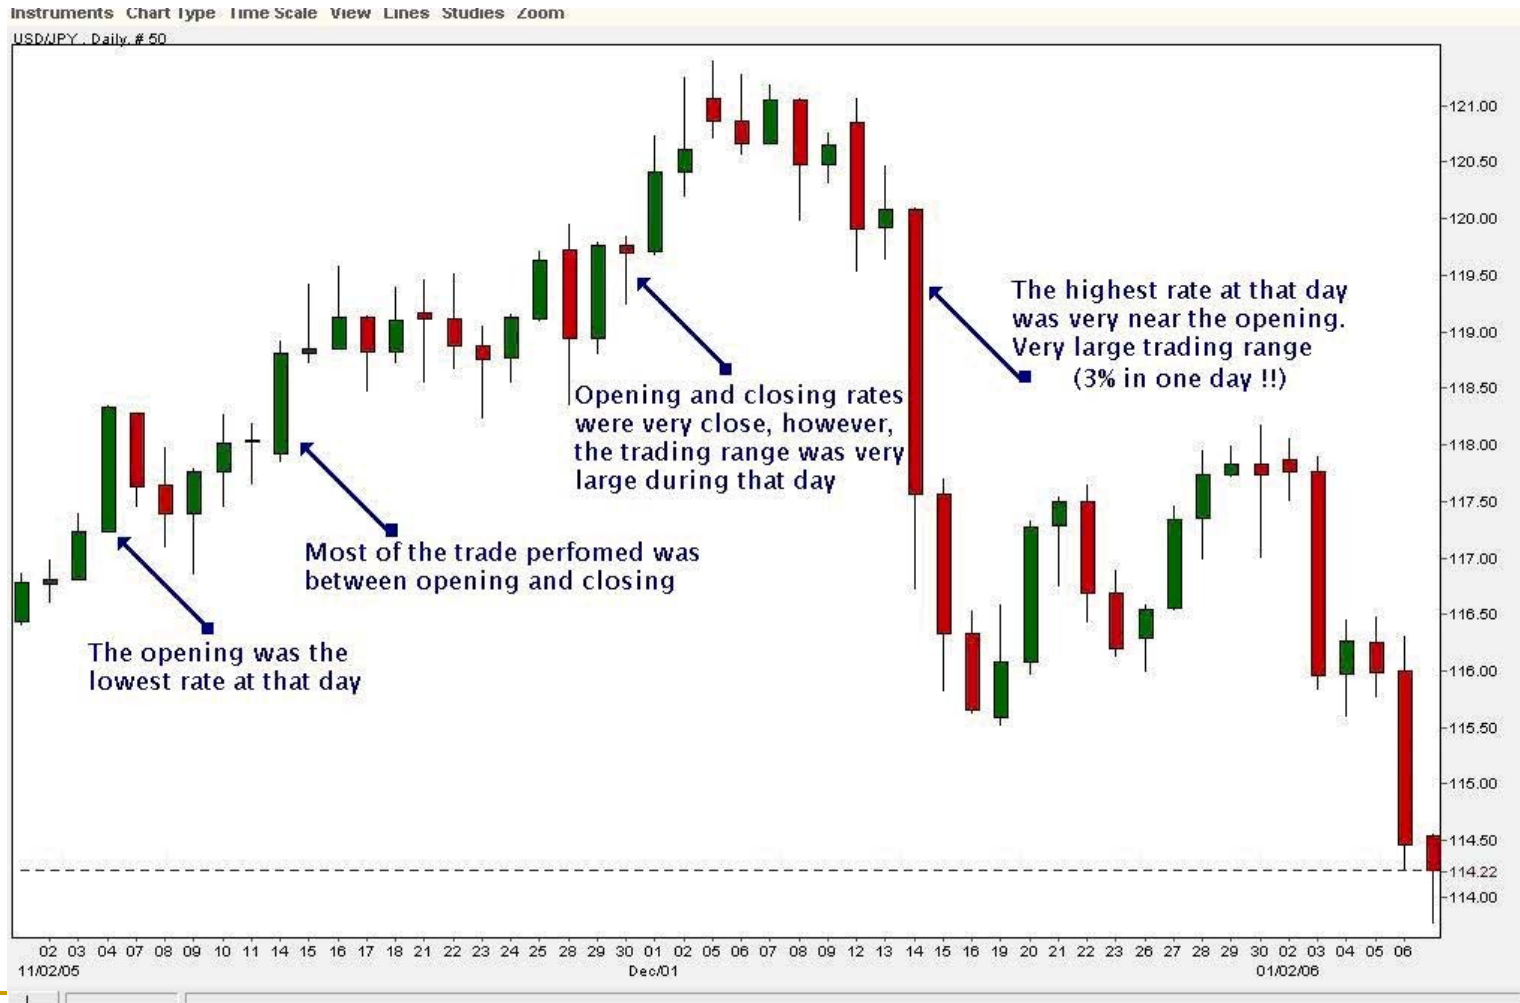 Instruments Chart Type Time Scale View Lines Studies Zoom
USD/JPY , Daily, # 50
121.00
120.50
120.00
119.50
119.00
118.50
118.00
117.50
117.00
116.50
116.00
115.50
115.00
114.50
114.22
114.00
The highest rate at that day
was very near the opening.
Very large trading range
(3% in one day !!)
Opening and closing rates
were very close, however,
the trading range was very
large during that day
Most of the trade perfomed was
between opening and closing
The opening was the
lowest rate at that day
02 03 04 07 08 09 10 11 14 15 16 17 18 21 22 23 24 25 28 29 30 01 02 05 06 07 08 09 12 13 14 15 16 19 20 21 22 23 26 27 28 29 30 02 03 04 05 06
11/02/05 Dec/01 01/02/06